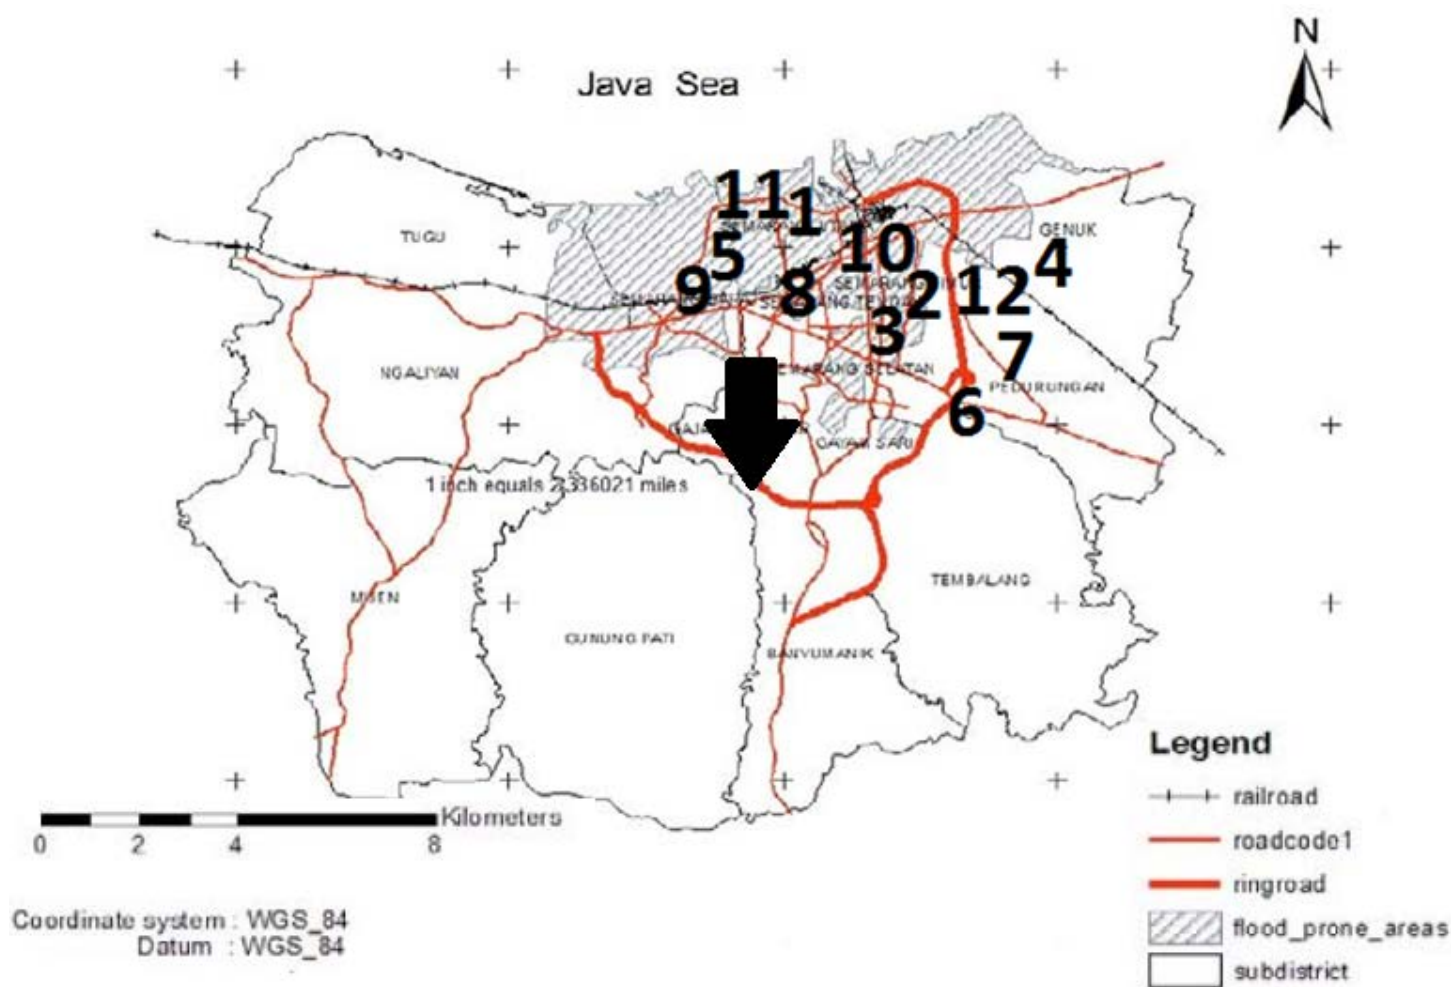 N
Java Sea
11
1
TUGU
GENUK
5
10
4
9
8
2
12
3
7
NGALIYAN
PEDURUNGAN
6
GAYAM SARI
1 inch equals 2.336021 miles
TEMBALANG
MIJEN
GUNUNG PATI
BANYUMANIK
Legend
railroad
Kilometers
0 2 4 8
roadcode1
ringroad
Coordinate system : WGS_84
flood_prone_areas
Datum : WGS_84
subdistrict